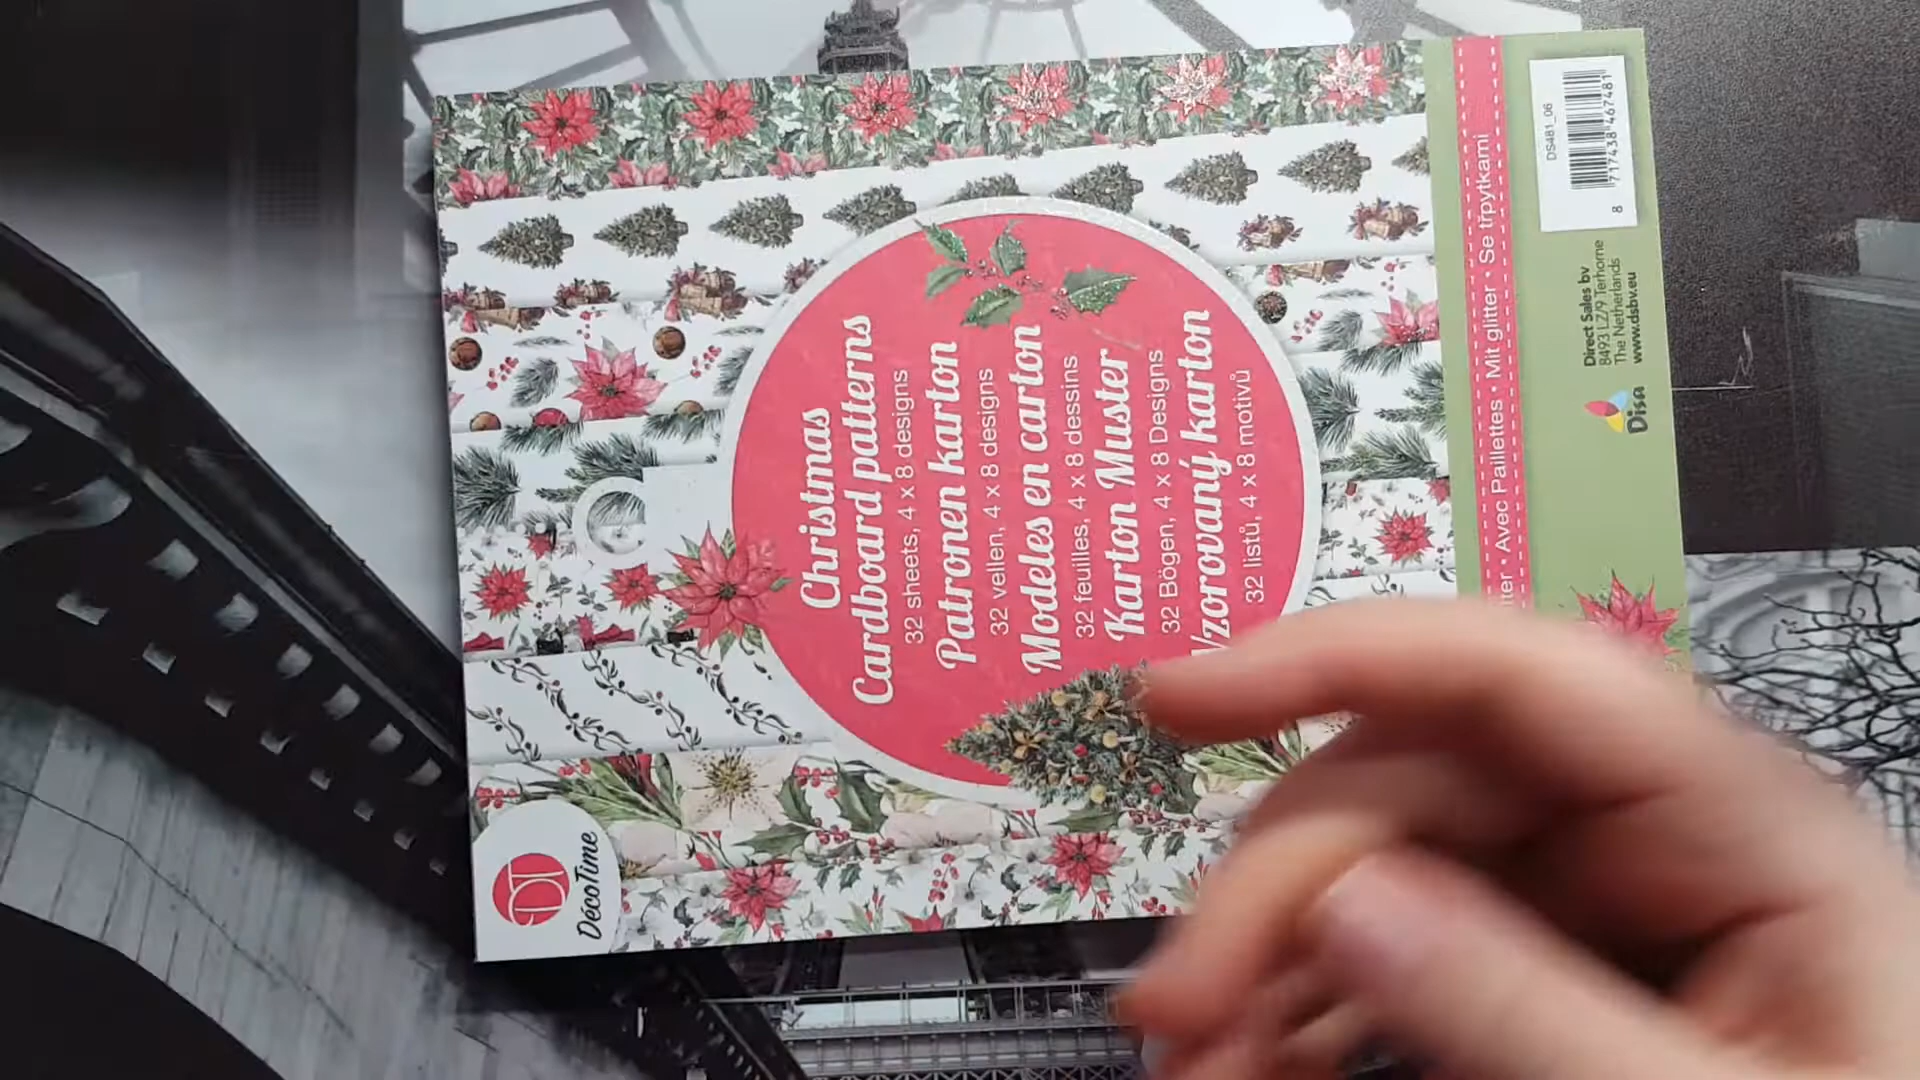 Christmas
Cardboard patterns
32 sheets, 4 x 8 designs
Patronen karton
32 vellen, 4 x 8 designs
Modeles en carton
32 feuilles, 4 x 8 dessins
Karton Muster
32 Bögen, 4 x 8 Designs
Vzorovaný karton
32 listů, 4 x 8 motivů
DT
DécoTime
• Avec Paillettes • Mit glitter • Se třpytkami
Disa
Direct Sales bv
8493 LZ/9 Terhorne
The Netherlands
www.dsbv.eu
DS481_06
8 717438 467481